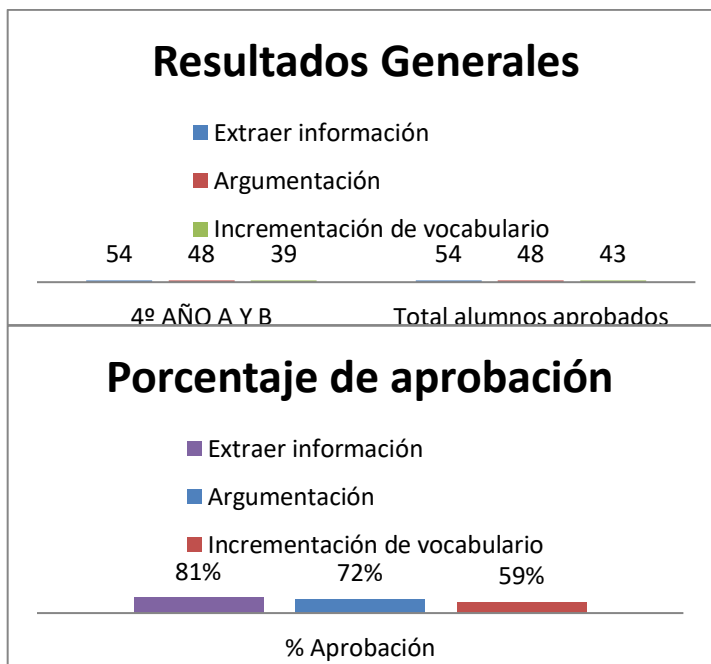 Resultados Generales
Extraer información
Argumentación
Incrementación de vocabulario
54 48 39 54 48 43
4º AÑO A Y B Total alumnos aprobados
Porcentaje de aprobación
Extraer información
Argumentación
Incrementación de vocabulario
81% 72% 59%
% Aprobación